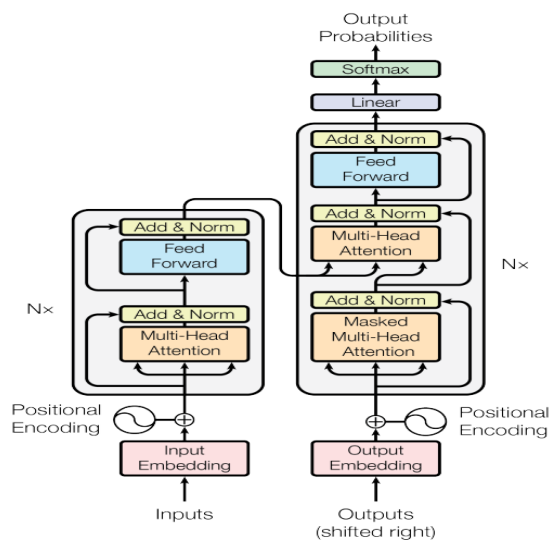 Output
Probabilities
Softmax
Linear
Add & Norm
Feed
Forward
Add & Norm
Multi-Head
Attention
Add & Norm
Masked
Multi-Head
Attention
Nx
Add & Norm
Feed
Forward
Add & Norm
Multi-Head
Attention
Nx
Positional
Encoding
Positional
Encoding
Input
Embedding
Output
Embedding
Inputs
Outputs
(shifted right)